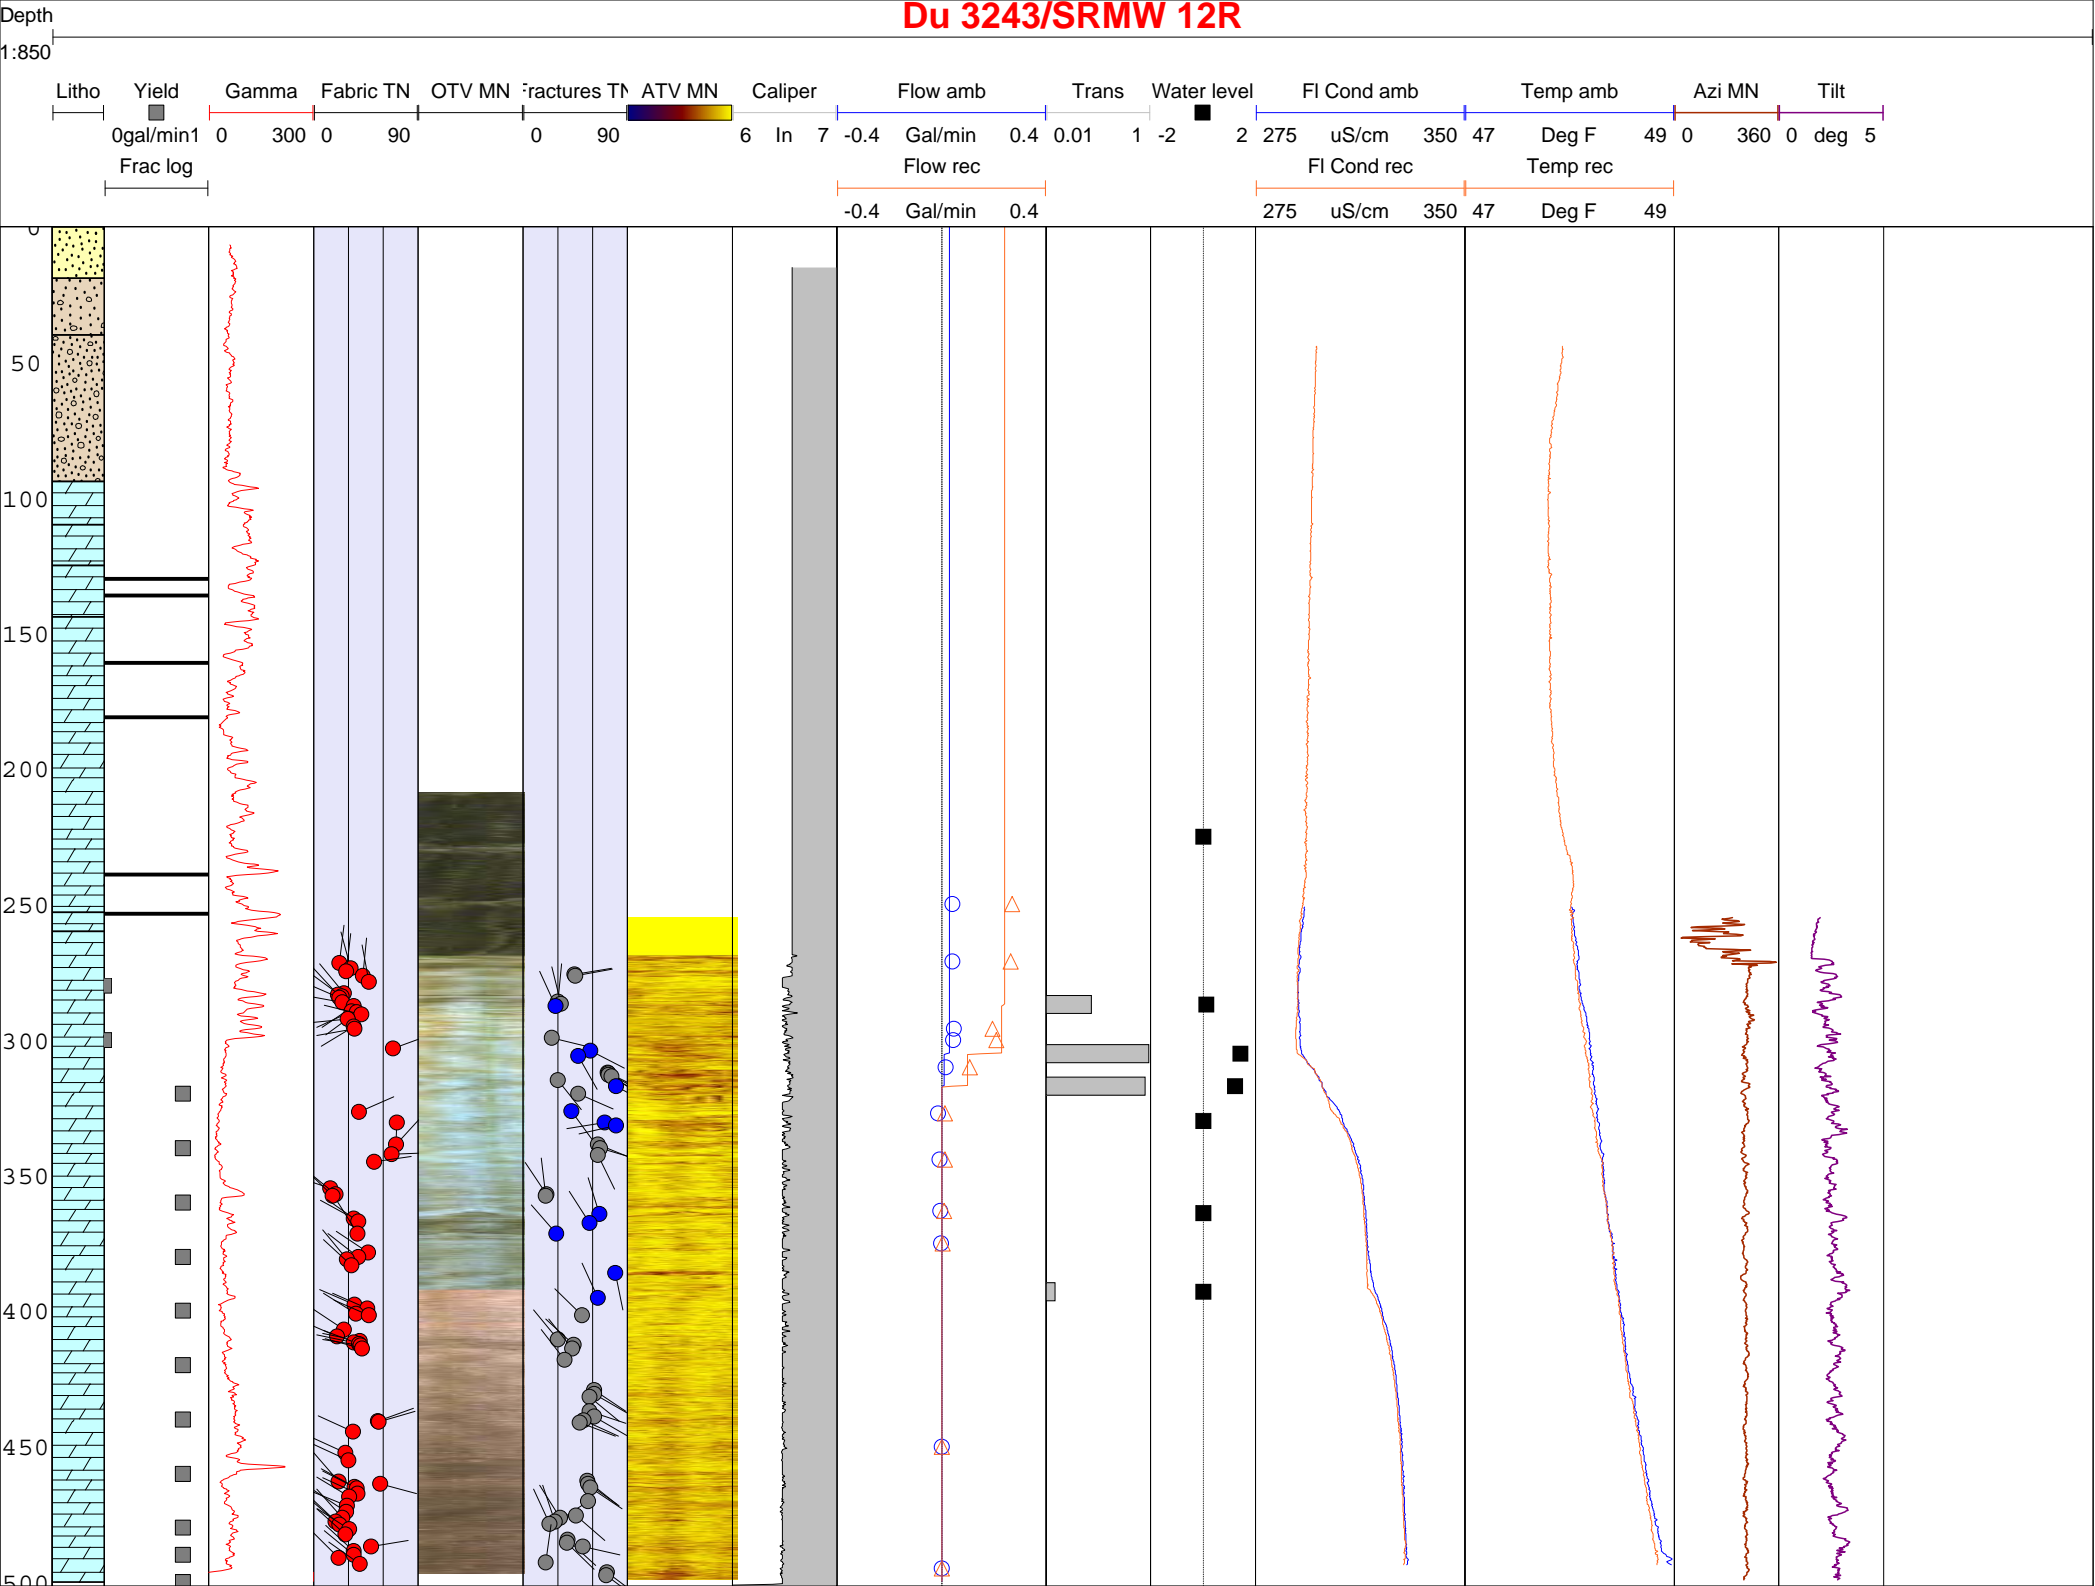 Du 3243/SRMW 12R
Depth
1:850
Litho Yield Gamma Fabric TN OTV MN Fractures TN ATV MN Caliper Flow amb Trans Water level Fl Cond amb Temp amb Azi MN Tilt
0gal/min1 0 300 0 90 0 90 6 In 7 -0.4 Gal/min 0.4 0.01 1 -2 2 275 uS/cm 350 47 Deg F 49 0 360 0 deg 5
Frac log Flow rec Fl Cond rec Temp rec
-0.4 Gal/min 0.4 275 uS/cm 350 47 Deg F 49
0
50
100
150
200
250
300
350
400
450
500